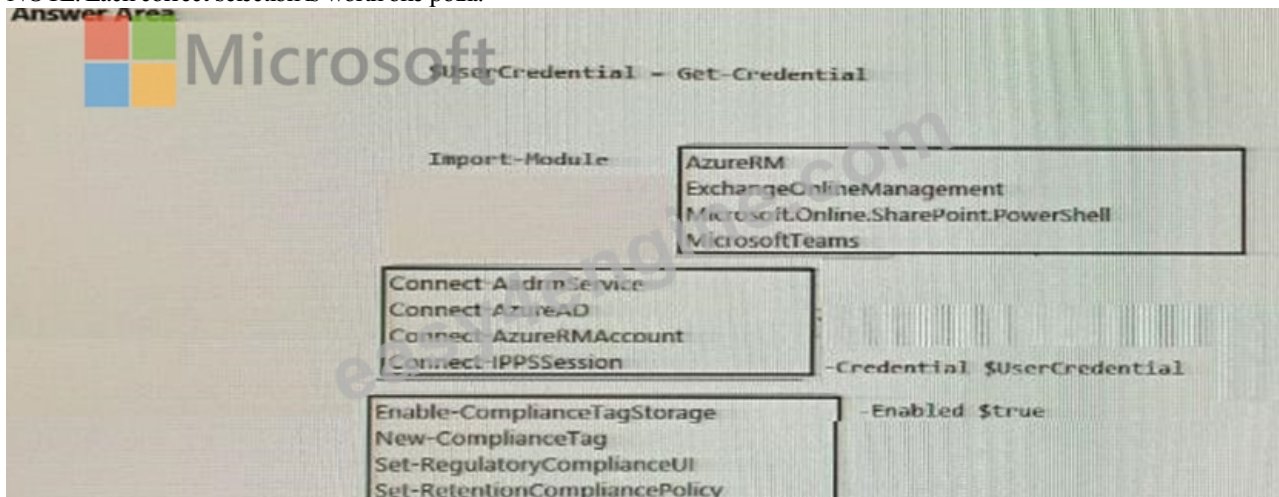 Answer Area
Microsoft
$UserCredential = Get-Credential
Import-Module
AzureRM
ExchangeOnlineManagement
Microsoft.Online.SharePoint.PowerShell
MicrosoftTeams
Connect-AadrmService
Connect-AzureAD
Connect-AzureRMAccount
Connect-IPPSSession
-Credential $UserCredential
Enable-ComplianceTagStorage
-Enabled $true
New-ComplianceTag
Set-RegulatoryComplianceUI
Set-RetentionCompliancePolicy